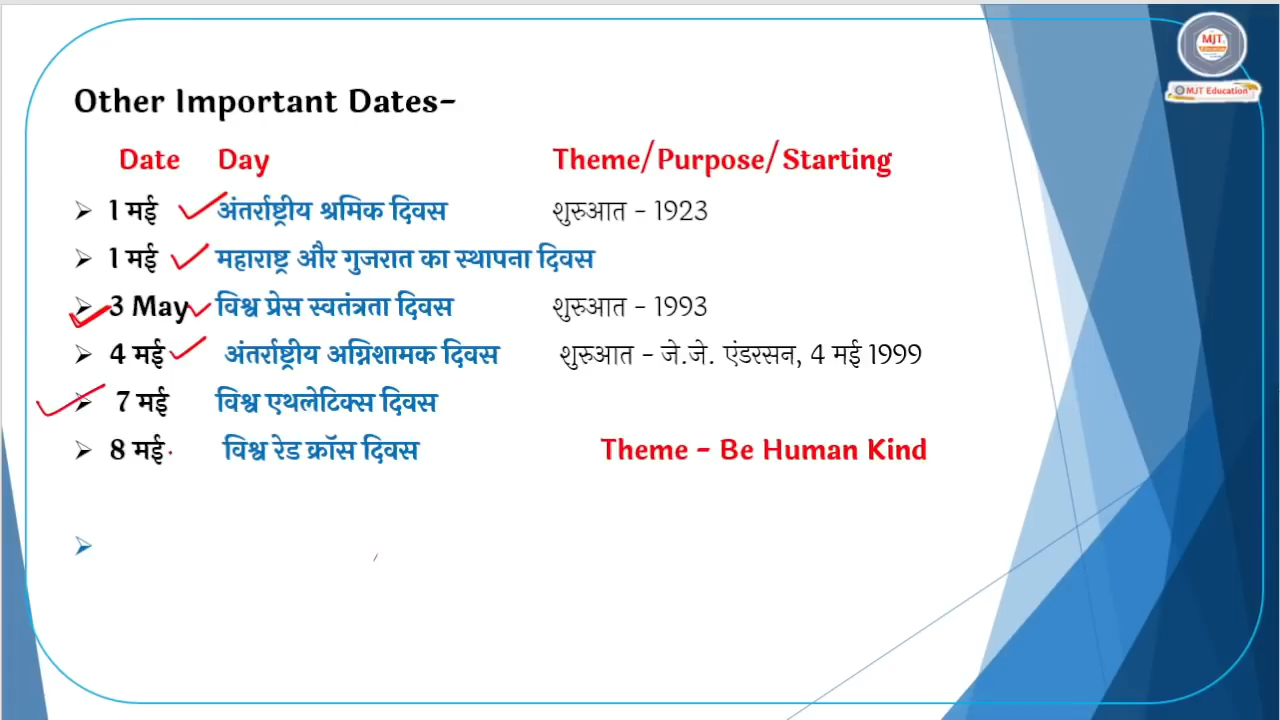 MJT
Education
MJT Education
Other Important Dates-
Date Day Theme/Purpose/Starting
➢ 1 मई अंतर्राष्ट्रीय श्रमिक दिवस शुरुआत - 1923
➢ 1 मई महाराष्ट्र और गुजरात का स्थापना दिवस
➢ 3 May विश्व प्रेस स्वतंत्रता दिवस शुरुआत - 1993
➢ 4 मई अंतर्राष्ट्रीय अग्निशामक दिवस शुरुआत - जे.जे. एंडरसन, 4 मई 1999
➢ 7 मई विश्व एथलेटिक्स दिवस
➢ 8 मई विश्व रेड क्रॉस दिवस Theme - Be Human Kind
➢